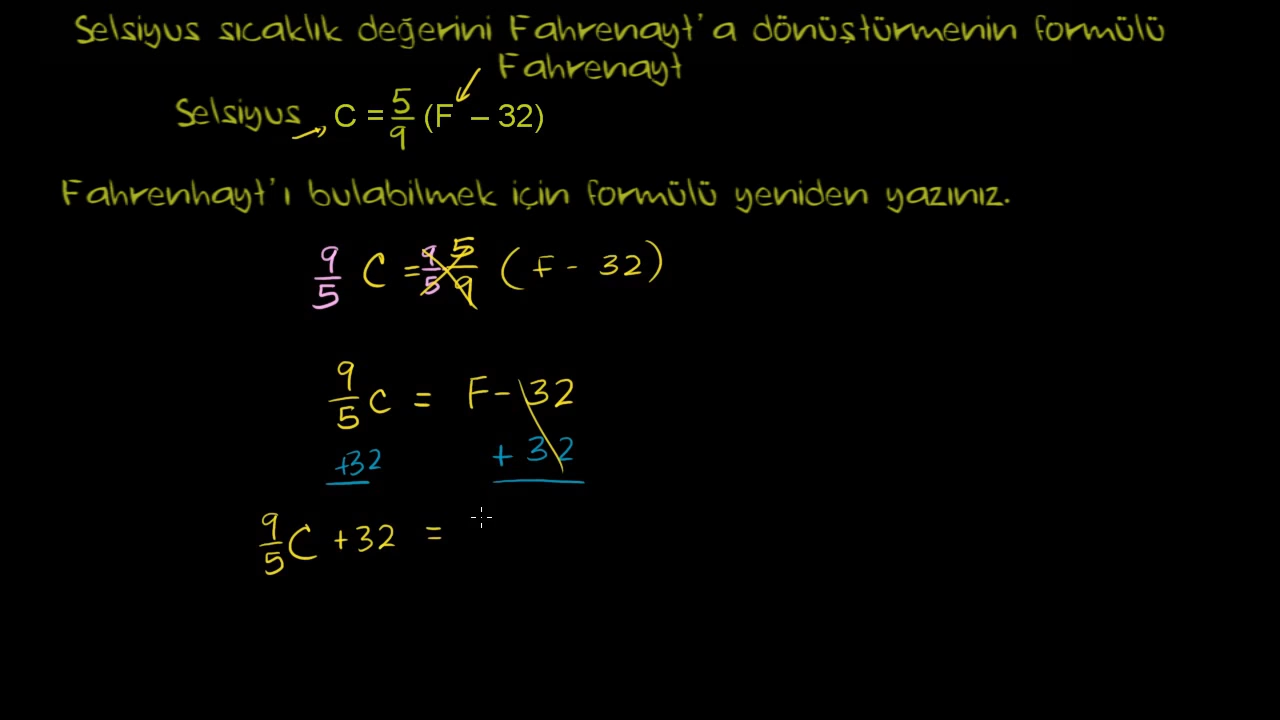 Selsiyus sıcaklık değerini Fahrenayt'a dönüştürmenin formülü
Fahrenayt
Selsiyus C = 5/9 (F – 32)
Fahrenhayt'ı bulabilmek için formülü yeniden yazınız.
9/5 C = 9/5 5/9 (F - 32)
9/5 C = F - 32
+32 + 32
9/5 C + 32 =